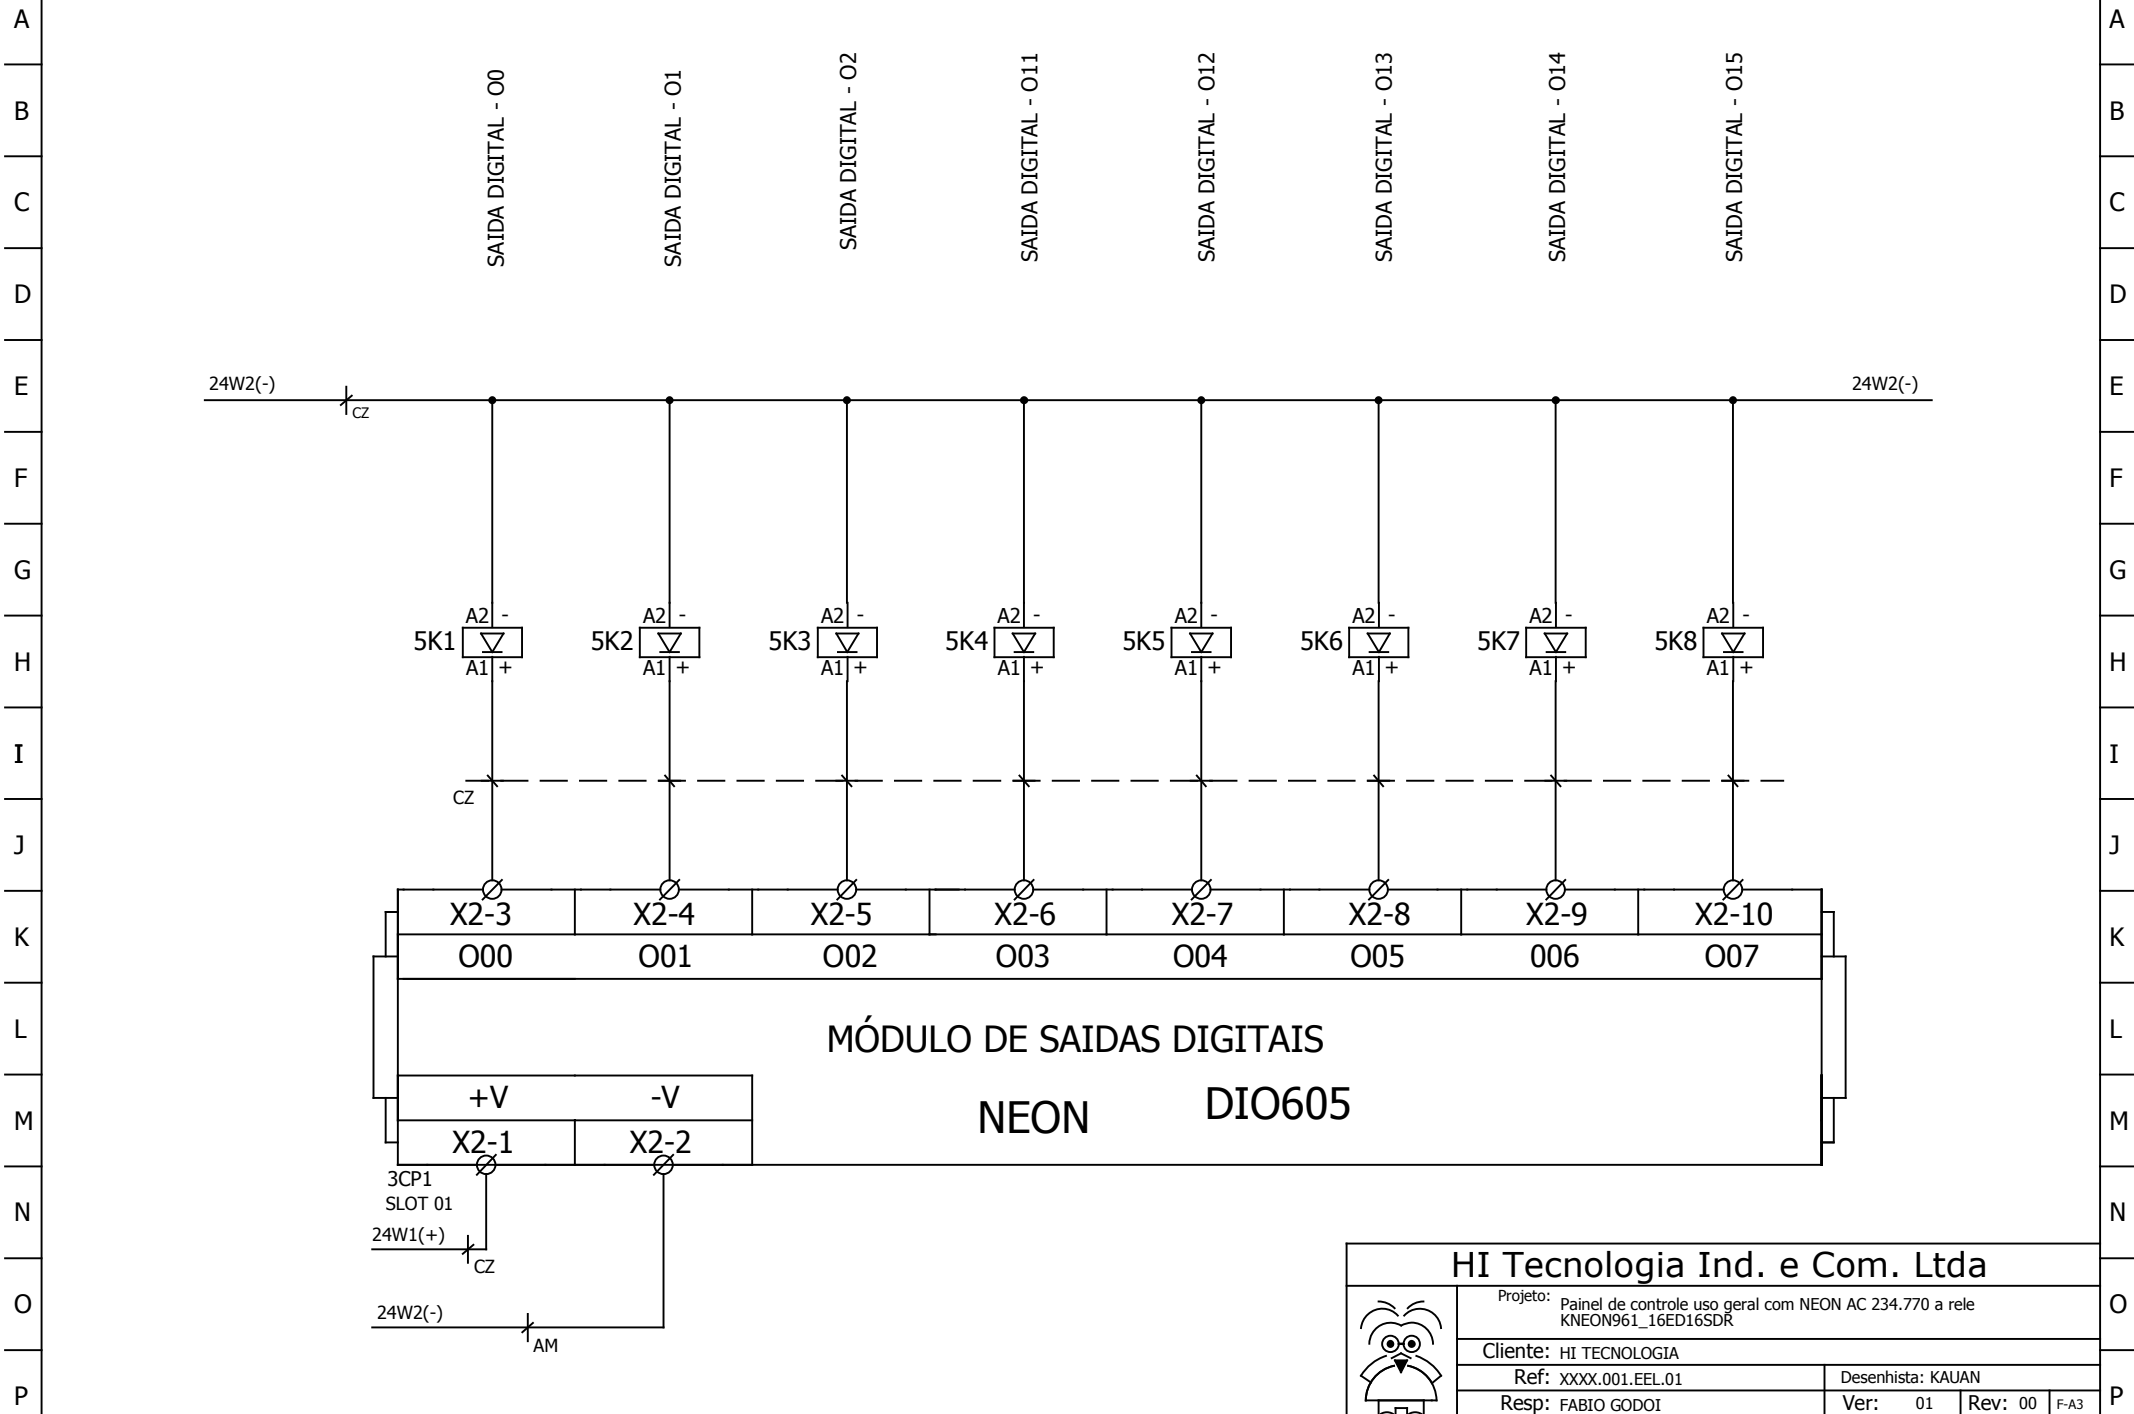 A A
SAIDA DIGITAL - O0
SAIDA DIGITAL - O1
SAIDA DIGITAL - O2
SAIDA DIGITAL - O11
SAIDA DIGITAL - O12
SAIDA DIGITAL - O13
SAIDA DIGITAL - O14
SAIDA DIGITAL - O15
B B
C C
D D
E 24W2(-) 24W2(-) E
CZ
F F
G G
A2 - A2 - A2 - A2 - A2 - A2 - A2 - A2 -
5K1 5K2 5K3 5K4 5K5 5K6 5K7 5K8
H H
A1 + A1 + A1 + A1 + A1 + A1 + A1 + A1 +
I I
CZ
J J
X2-3 X2-4 X2-5 X2-6 X2-7 X2-8 X2-9 X2-10
K K
O00 O01 O02 O03 O04 O05 006 O07
L MÓDULO DE SAIDAS DIGITAIS L
+V -V
NEON DIO605
M M
X2-1 X2-2
3CP1
SLOT 01
N N
24W1(+)
CZ
HI Tecnologia Ind. e Com. Ltda
O O
Projeto: Painel de controle uso geral com NEON AC 234.770 a rele
KNEON961_16ED16SDR
24W2(-)
AM
Cliente: HI TECNOLOGIA
Ref: XXXX.001.EEL.01 Desenhista: KAUAN
P P
Resp: FABIO GODOI Ver: 01 Rev: 00 F-A3